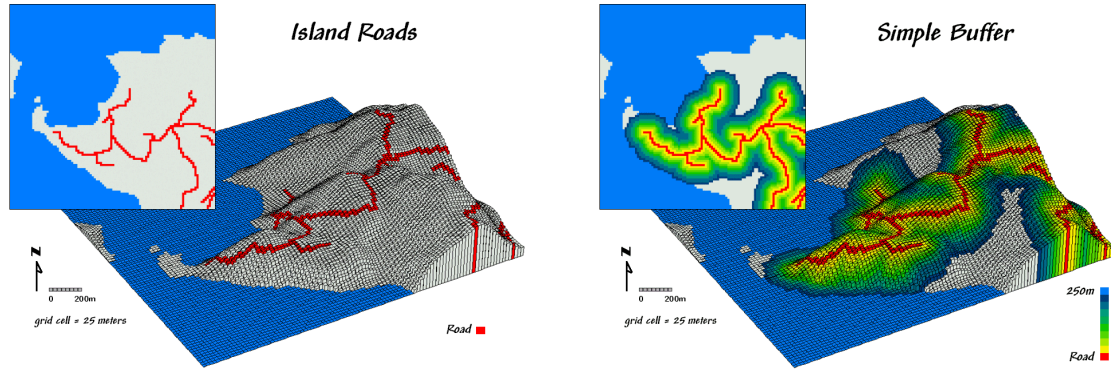 Island Roads
N
0 200m
grid cell = 25 meters
Road
Simple Buffer
N
0 200m
grid cell = 25 meters
250m
Road